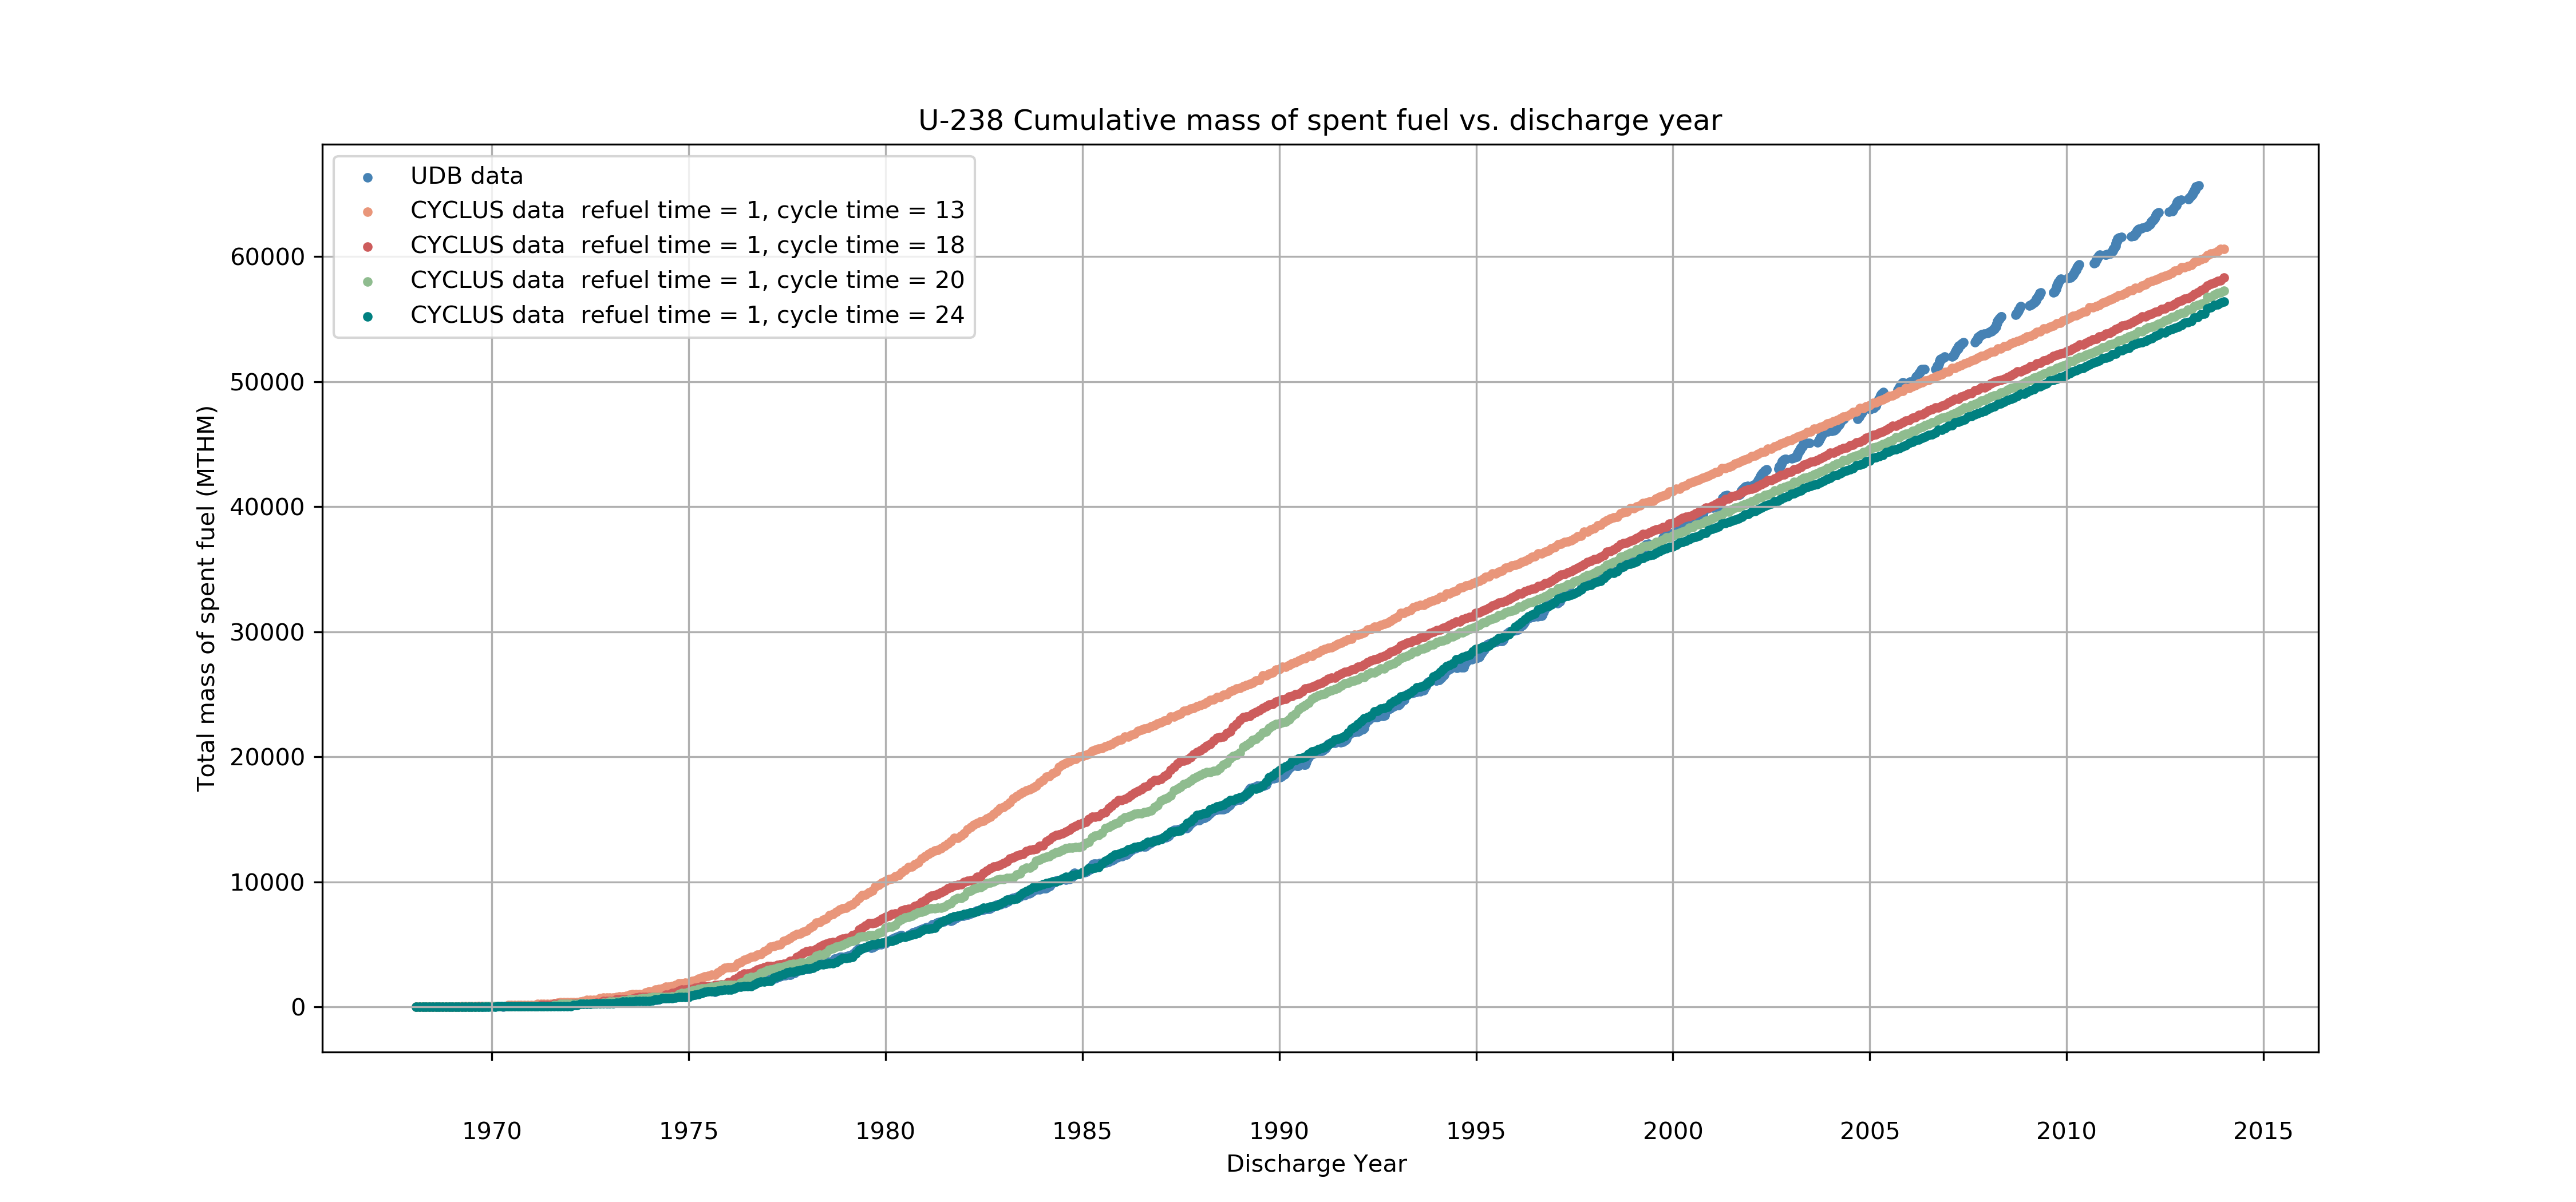 U-238 Cumulative mass of spent fuel vs. discharge year
UDB data
CYCLUS data  refuel time = 1, cycle time = 13
CYCLUS data  refuel time = 1, cycle time = 18
CYCLUS data  refuel time = 1, cycle time = 20
CYCLUS data  refuel time = 1, cycle time = 24
Total mass of spent fuel (MTHM)
60000
50000
40000
30000
20000
10000
0
1970 1975 1980 1985 1990 1995 2000 2005 2010 2015
Discharge Year